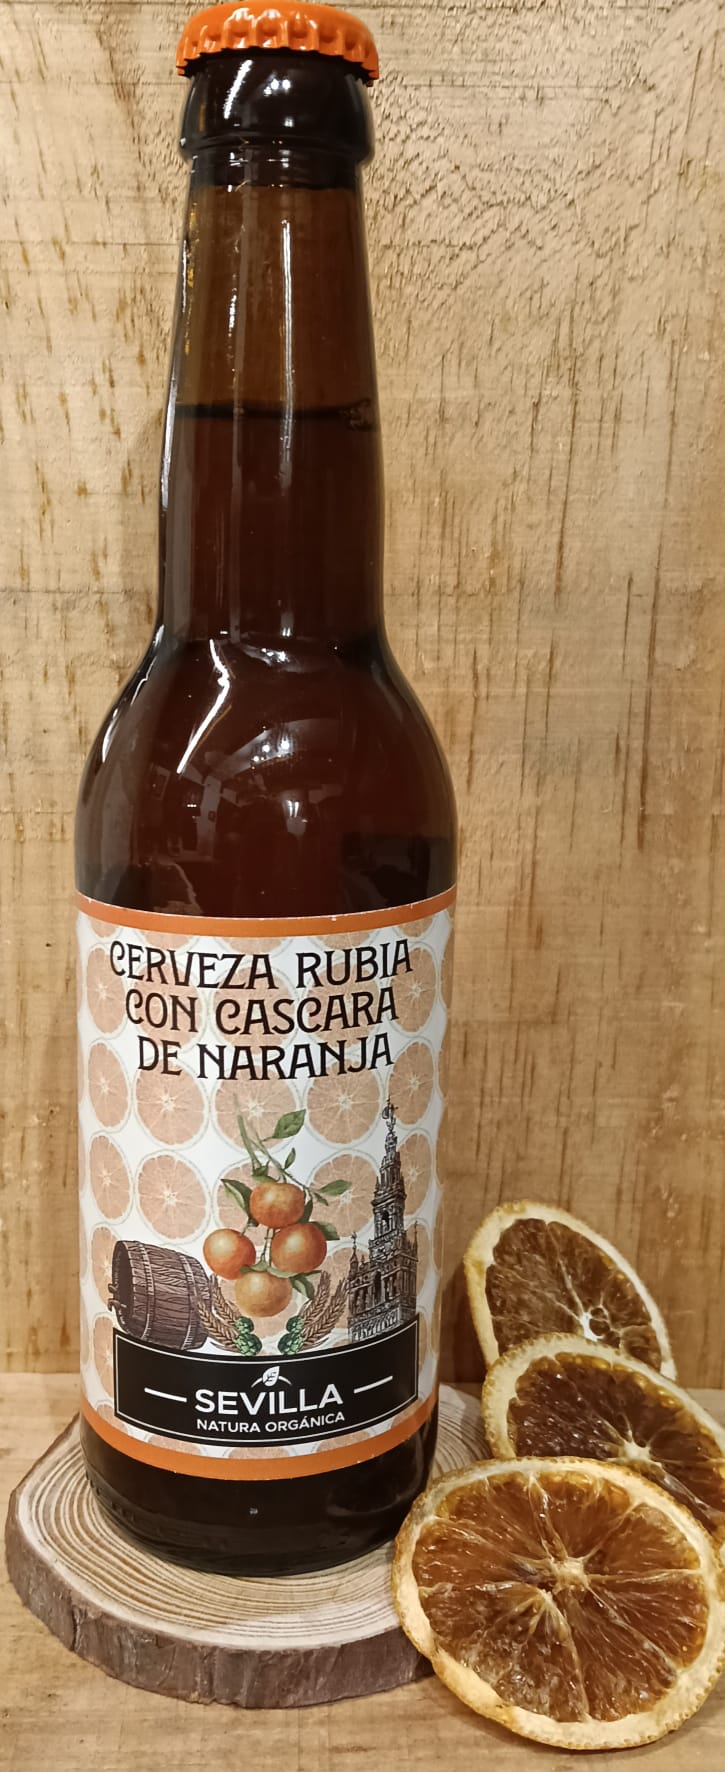 CERVEZA RUBIA
CON CASCARA
DE NARANJA
SEVILLA
NATURA ORGÁNICA